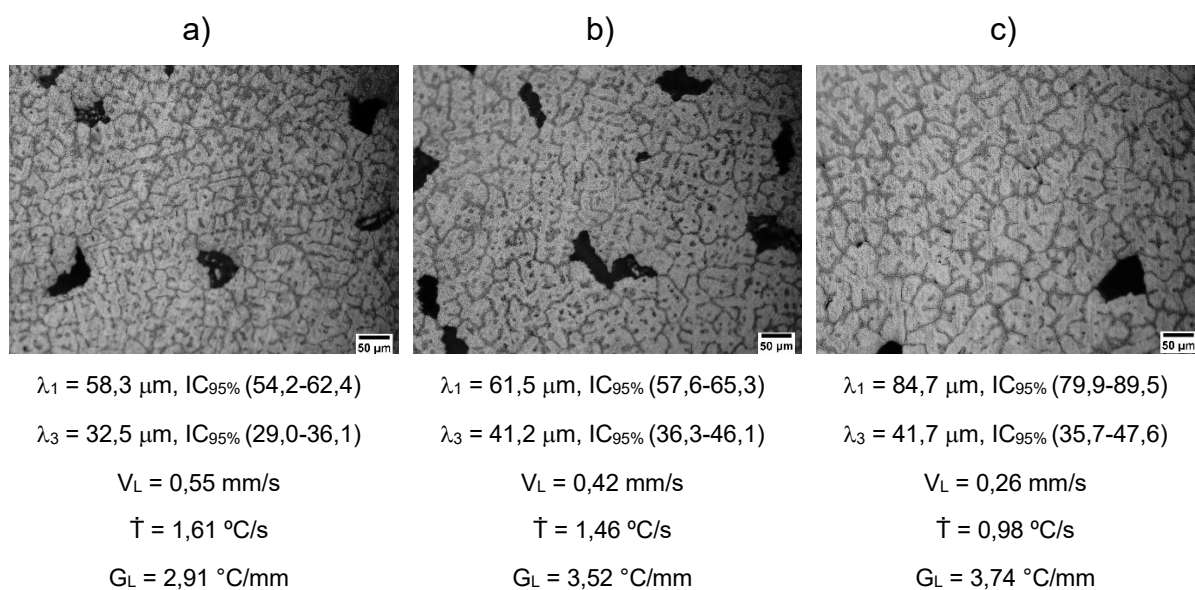 a)
b)
c)
50 µm
50 µm
50 µm
λ1 = 58,3 µm, IC95% (54,2-62,4)
λ1 = 61,5 µm, IC95% (57,6-65,3)
λ1 = 84,7 µm, IC95% (79,9-89,5)
λ3 = 32,5 µm, IC95% (29,0-36,1)
λ3 = 41,2 µm, IC95% (36,3-46,1)
λ3 = 41,7 µm, IC95% (35,7-47,6)
VL = 0,55 mm/s
VL = 0,42 mm/s
VL = 0,26 mm/s
Ṫ = 1,61 ºC/s
Ṫ = 1,46 ºC/s
Ṫ = 0,98 ºC/s
GL = 2,91 °C/mm
GL = 3,52 °C/mm
GL = 3,74 °C/mm